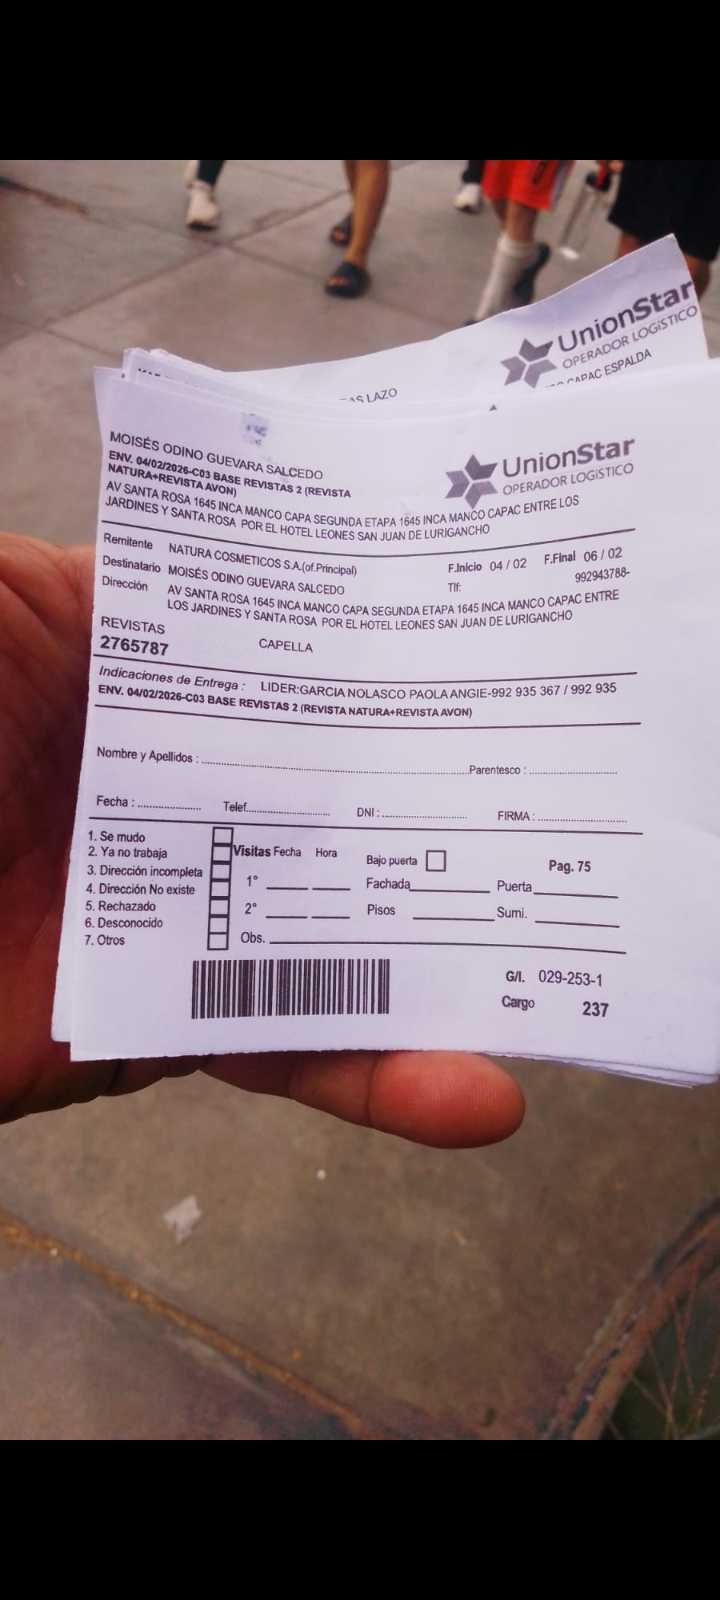 UnionStar
OPERADOR LOGíSTICO
CAPAC ESPALDA
LAZO
MOISÉS ODINO GUEVARA SALCEDO
ENV. 04/02/2026-C03 BASE REVISTAS 2 (REVISTA
NATURA+REVISTA AVON)
AV SANTA ROSA 1645 INCA MANCO CAPA SEGUNDA ETAPA 1645 INCA MANCO CAPAC ENTRE LOS
JARDINES Y SANTA ROSA POR EL HOTEL LEONES SAN JUAN DE LURIGANCHO
UnionStar
OPERADOR LOGíSTICO
Remitente NATURA COSMETICOS S.A.(of.Principal) F.Inicio 04 / 02 F.Final 06 / 02
Destinatario MOISÉS ODINO GUEVARA SALCEDO Tlf: 992943788-
Dirección AV SANTA ROSA 1645 INCA MANCO CAPA SEGUNDA ETAPA 1645 INCA MANCO CAPAC ENTRE
LOS JARDINES Y SANTA ROSA POR EL HOTEL LEONES SAN JUAN DE LURIGANCHO
REVISTAS
2765787 CAPELLA
Indicaciones de Entrega : LIDER:GARCIA NOLASCO PAOLA ANGIE-992 935 367 / 992 935
ENV. 04/02/2026-C03 BASE REVISTAS 2 (REVISTA NATURA+REVISTA AVON)
Nombre y Apellidos : Parentesco :
Fecha : Telef. DNI : FIRMA :
1. Se mudo
2. Ya no trabaja
3. Dirección incompleta
4. Dirección No existe
5. Rechazado
6. Desconocido
7. Otros
Visitas Fecha Hora
1°
2°
Obs.
Bajo puerta
Fachada Puerta
Pisos Sumi.
Pag. 75
G/I. 029-253-1
Cargo 237